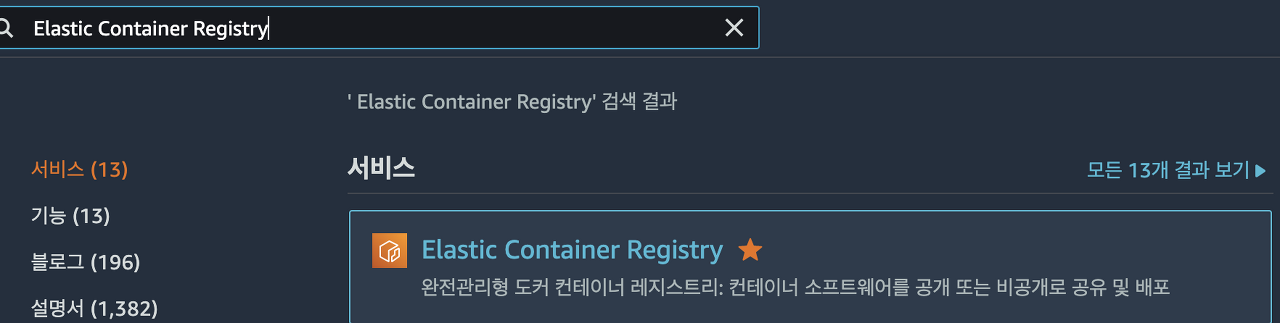 Elastic Container Registry
' Elastic Container Registry' 검색 결과
서비스 (13)
기능 (13)
블로그 (196)
설명서 (1,382)
서비스
모든 13개 결과 보기
Elastic Container Registry
완전관리형 도커 컨테이너 레지스트리: 컨테이너 소프트웨어를 공개 또는 비공개로 공유 및 배포